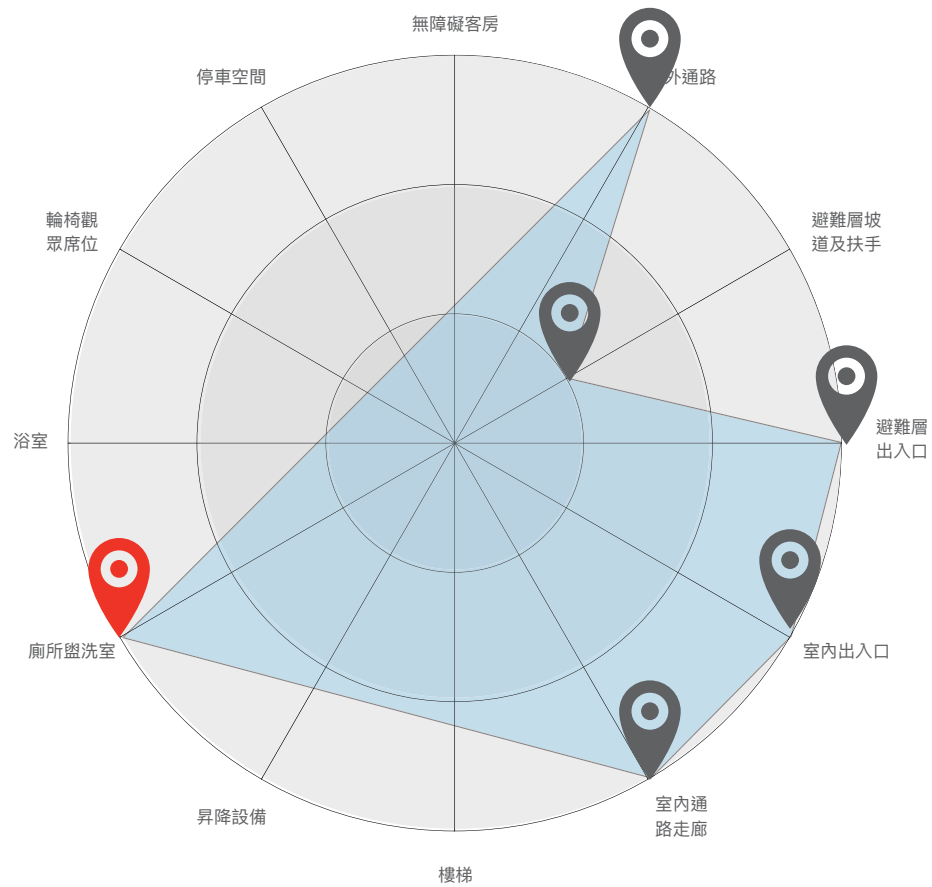 無障礙客房
停車空間
外通路
輪椅觀
眾席位
避難層坡
道及扶手
浴室
避難層
出入口
廁所盥洗室
室內出入口
昇降設備
室內通
路走廊
樓梯